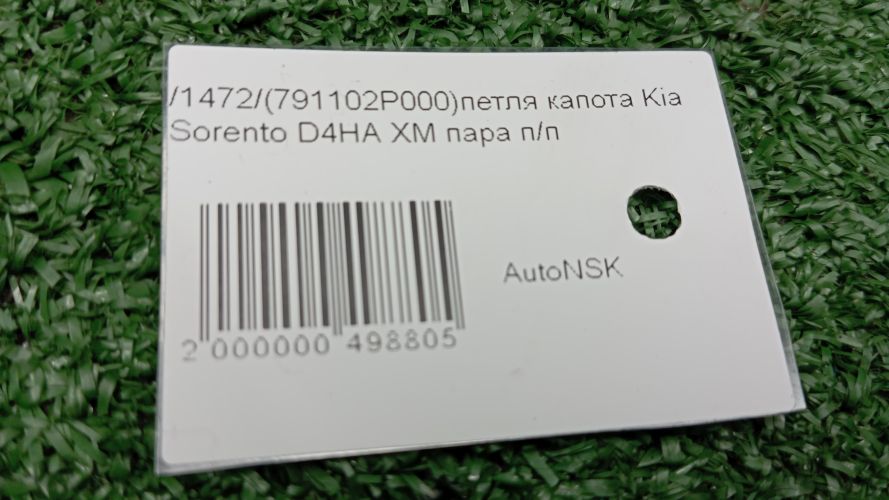 /1472/(791102P000)петля капота Kia
Sorento D4HA XM пара п/п
AutoNSK
2 000000 498805